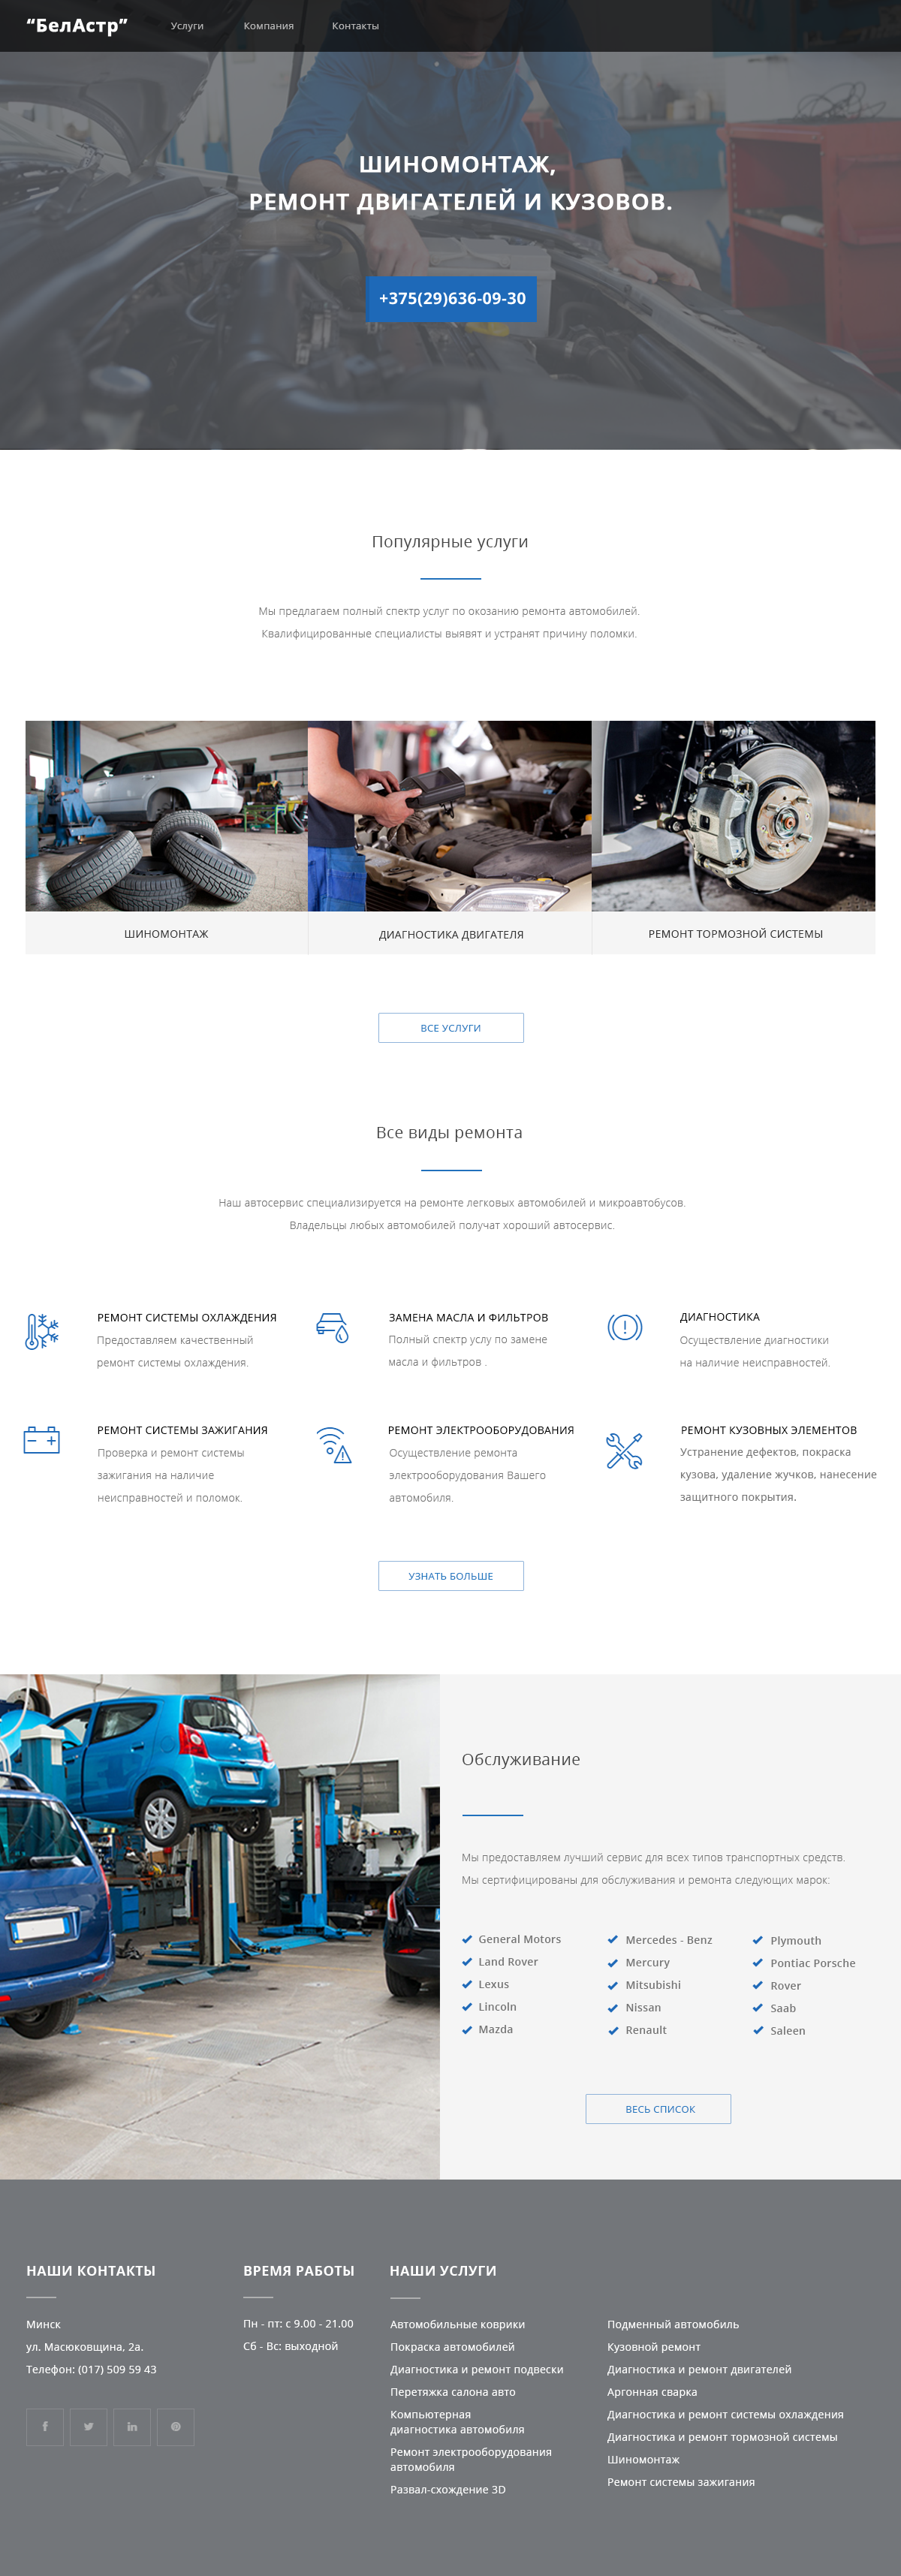 “БелАстр”
Услуги
Компания
Контакты
ШИНОМОНТАЖ,
РЕМОНТ ДВИГАТЕЛЕЙ И КУЗОВОВ.
+375(29)636-09-30
Популярные услуги
Мы предлагаем полный спектр услуг по окозанию ремонта автомобилей.
Квалифицированные специалисты выявят и устранят причину поломки.
ШИНОМОНТАЖ
ДИАГНОСТИКА ДВИГАТЕЛЯ
РЕМОНТ ТОРМОЗНОЙ СИСТЕМЫ
ВСЕ УСЛУГИ
Все виды ремонта
Наш автосервис специализируется на ремонте легковых автомобилей и микроавтобусов.
Владельцы любых автомобилей получат хороший автосервис.
РЕМОНТ СИСТЕМЫ ОХЛАЖДЕНИЯ
Предоставляем качественный
ремонт системы охлаждения.
ЗАМЕНА МАСЛА И ФИЛЬТРОВ
Полный спектр услу по замене
масла и фильтров .
ДИАГНОСТИКА
Осуществление диагностики
на наличие неисправностей.
РЕМОНТ СИСТЕМЫ ЗАЖИГАНИЯ
Проверка и ремонт системы
зажигания на наличие
неисправностей и поломок.
РЕМОНТ ЭЛЕКТРООБОРУДОВАНИЯ
Осуществление ремонта
электрооборудования Вашего
автомобиля.
РЕМОНТ КУЗОВНЫХ ЭЛЕМЕНТОВ
Устранение дефектов, покраска
кузова, удаление жучков, нанесение
защитного покрытия.
УЗНАТЬ БОЛЬШЕ
Обслуживание
Мы предоставляем лучший сервис для всех типов транспортных средств.
Мы сертифицированы для обслуживания и ремонта следующих марок:
General Motors
Land Rover
Lexus
Lincoln
Mazda
Mercedes - Benz
Mercury
Mitsubishi
Nissan
Renault
Plymouth
Pontiac Porsche
Rover
Saab
Saleen
ВЕСЬ СПИСОК
НАШИ КОНТАКТЫ
Минск
ул. Масюковщина, 2а.
Телефон: (017) 509 59 43
ВРЕМЯ РАБОТЫ
Пн - пт: с 9.00 - 21.00
Сб - Вс: выходной
НАШИ УСЛУГИ
Автомобильные коврики
Покраска автомобилей
Диагностика и ремонт подвески
Перетяжка салона авто
Компьютерная
диагностика автомобиля
Ремонт электрооборудования
автомобиля
Развал-схождение 3D
Подменный автомобиль
Кузовной ремонт
Диагностика и ремонт двигателей
Аргонная сварка
Диагностика и ремонт системы охлаждения
Диагностика и ремонт тормозной системы
Шиномонтаж
Ремонт системы зажигания